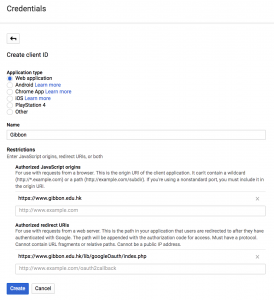 Credentials
Create client ID
Application type
Web application
Android Learn more
Chrome App Learn more
iOS Learn more
PlayStation 4
Other
Name
Gibbon
Restrictions
Enter JavaScript origins, redirect URIs, or both
Authorized JavaScript origins
For use with requests from a browser. This is the origin URI of the client application. It can't contain a wildcard
(http://*.example.com) or a path (http://example.com/subdir). If you're using a nonstandard port, you must include it in
the origin URI.
https://www.gibbon.edu.hk
http://www.example.com
Authorized redirect URIs
For use with requests from a web server. This is the path in your application that users are redirected to after they have
authenticated with Google. The path will be appended with the authorization code for access. Must have a protocol.
Cannot contain URL fragments or relative paths. Cannot be a public IP address.
https://www.gibbon.edu.hk/lib/googleOauth/index.php
http://www.example.com/oauth2callback
Create Cancel